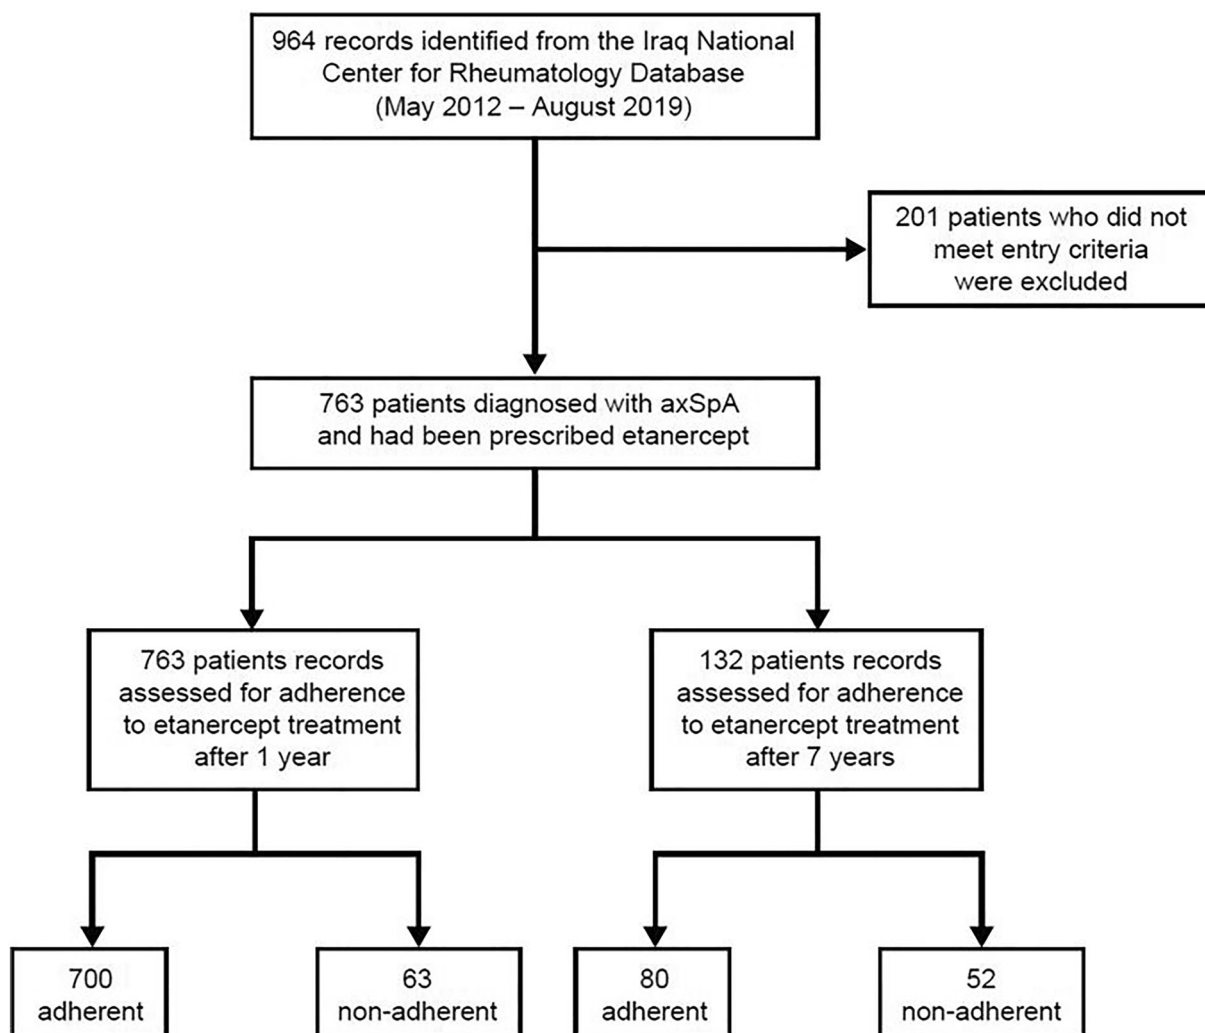 964 records identified from the Iraq National
Center for Rheumatology Database
(May 2012 – August 2019)
201 patients who did not
meet entry criteria
were excluded
763 patients diagnosed with axSpA
and had been prescribed etanercept
763 patients records
assessed for adherence
to etanercept treatment
after 1 year
132 patients records
assessed for adherence
to etanercept treatment
after 7 years
700
adherent
63
non-adherent
80
adherent
52
non-adherent